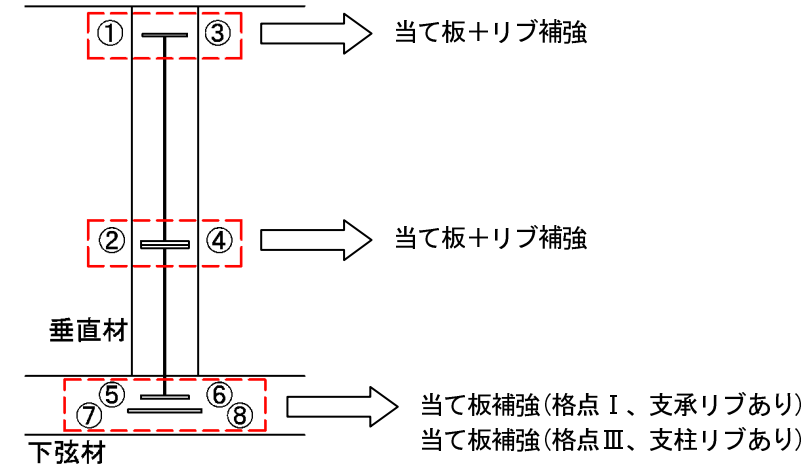 ① ③ 当て板＋リブ補強
② ④ 当て板＋リブ補強
垂直材
⑤ ⑥
⑦ ⑧
当て板補強(格点Ⅰ、支承リブあり)
当て板補強(格点Ⅲ、支柱リブあり)
下弦材